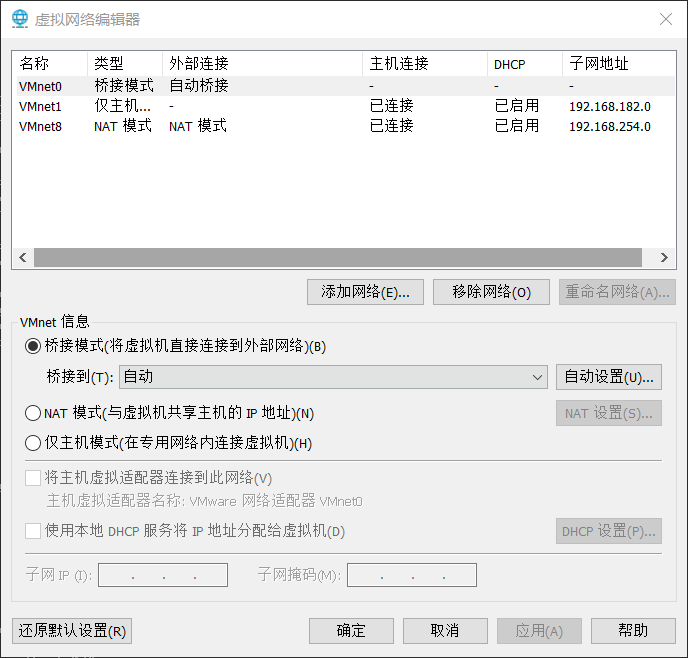 虚拟网络编辑器
名称 类型 外部连接 主机连接 DHCP 子网地址
VMnet0 桥接模式 自动桥接 - - -
VMnet1 仅主机... - 已连接 已启用 192.168.182.0
VMnet8 NAT 模式 NAT 模式 已连接 已启用 192.168.254.0
添加网络(E)... 移除网络(O) 重命名网络(A)...
VMnet 信息
桥接模式(将虚拟机直接连接到外部网络)(B)
桥接到(T): 自动 自动设置(U)...
NAT 模式(与虚拟机共享主机的 IP 地址)(N) NAT 设置(S)...
仅主机模式(在专用网络内连接虚拟机)(H)
将主机虚拟适配器连接到此网络(V)
主机虚拟适配器名称: VMware 网络适配器 VMnet0
使用本地 DHCP 服务将 IP 地址分配给虚拟机(D) DHCP 设置(P)...
子网 IP (I): . . . 子网掩码(M): . . .
还原默认设置(R) 确定 取消 应用(A) 帮助